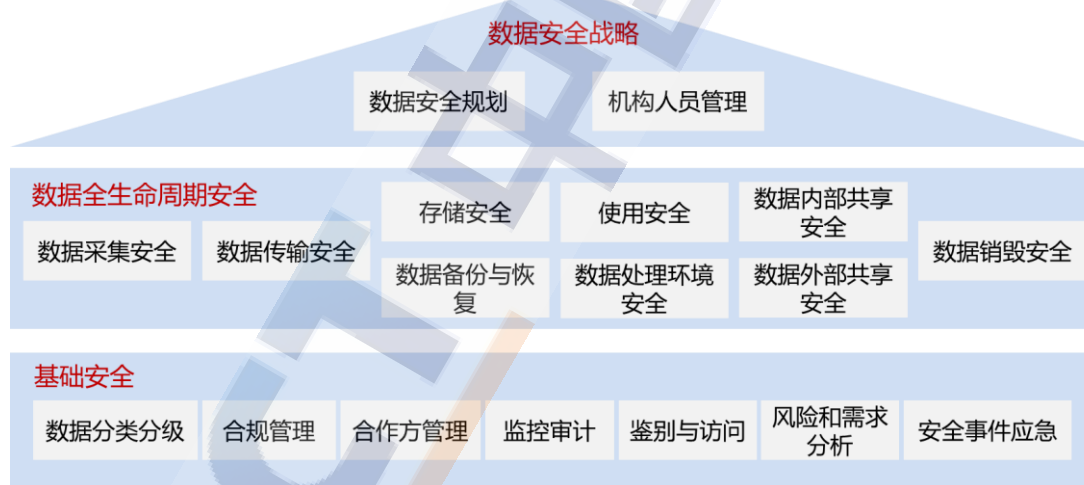 数据安全战略
数据安全规划
机构人员管理
数据全生命周期安全
数据采集安全
数据传输安全
存储安全
使用安全
数据内部共享
安全
数据备份与恢
复
数据处理环境
安全
数据外部共享
安全
数据销毁安全
基础安全
数据分类分级
合规管理
合作方管理
监控审计
鉴别与访问
风险和需求
分析
安全事件应急